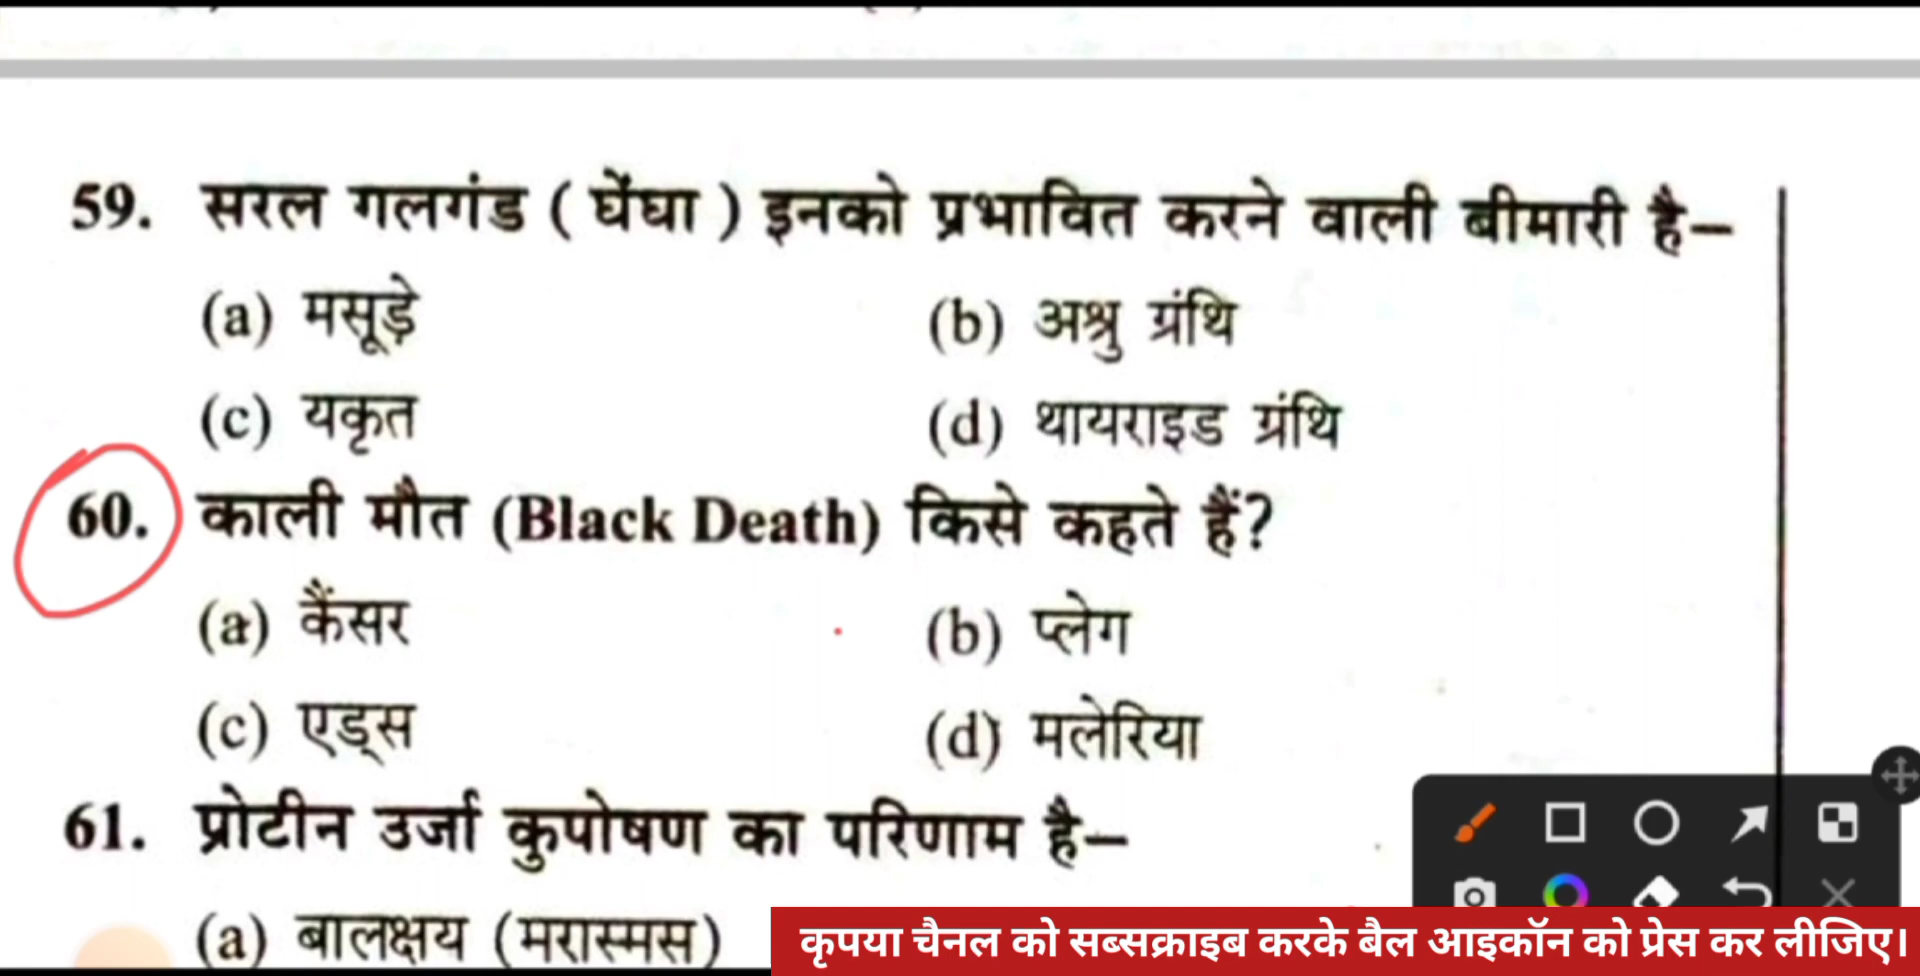 59. सरल गलगंड ( घेंघा ) इनको प्रभावित करने वाली बीमारी है–
(a) मसूड़े (b) अश्रु ग्रंथि
(c) यकृत (d) थायराइड ग्रंथि
60. काली मौत (Black Death) किसे कहते हैं?
(a) कैंसर (b) प्लेग
(c) एड्स (d) मलेरिया
61. प्रोटीन उर्जा कुपोषण का परिणाम है–
(a) बालक्षय (मरास्मस)
कृपया चैनल को सब्सक्राइब करके बैल आइकॉन को प्रेस कर लीजिए।